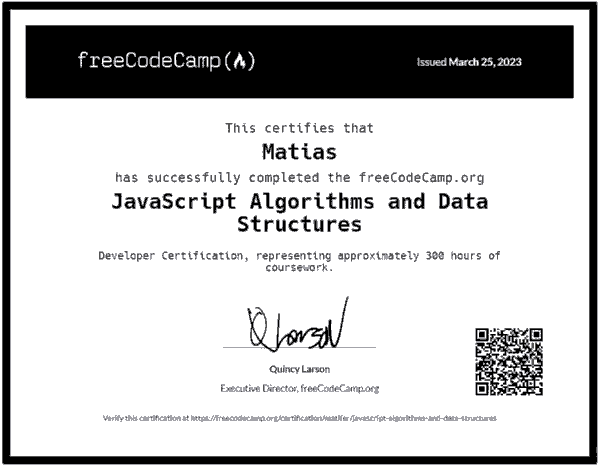 freeCodeCamp(🔥)
Issued March 25, 2023
This certifies that
Matias
has successfully completed the freeCodeCamp.org
JavaScript Algorithms and Data
Structures
Developer Certification, representing approximately 300 hours of
coursework.
Quincy Larson
Executive Director, freeCodeCamp.org
Verify this certification at https://freecodecamp.org/certification/matifer/javascript-algorithms-and-data-structures